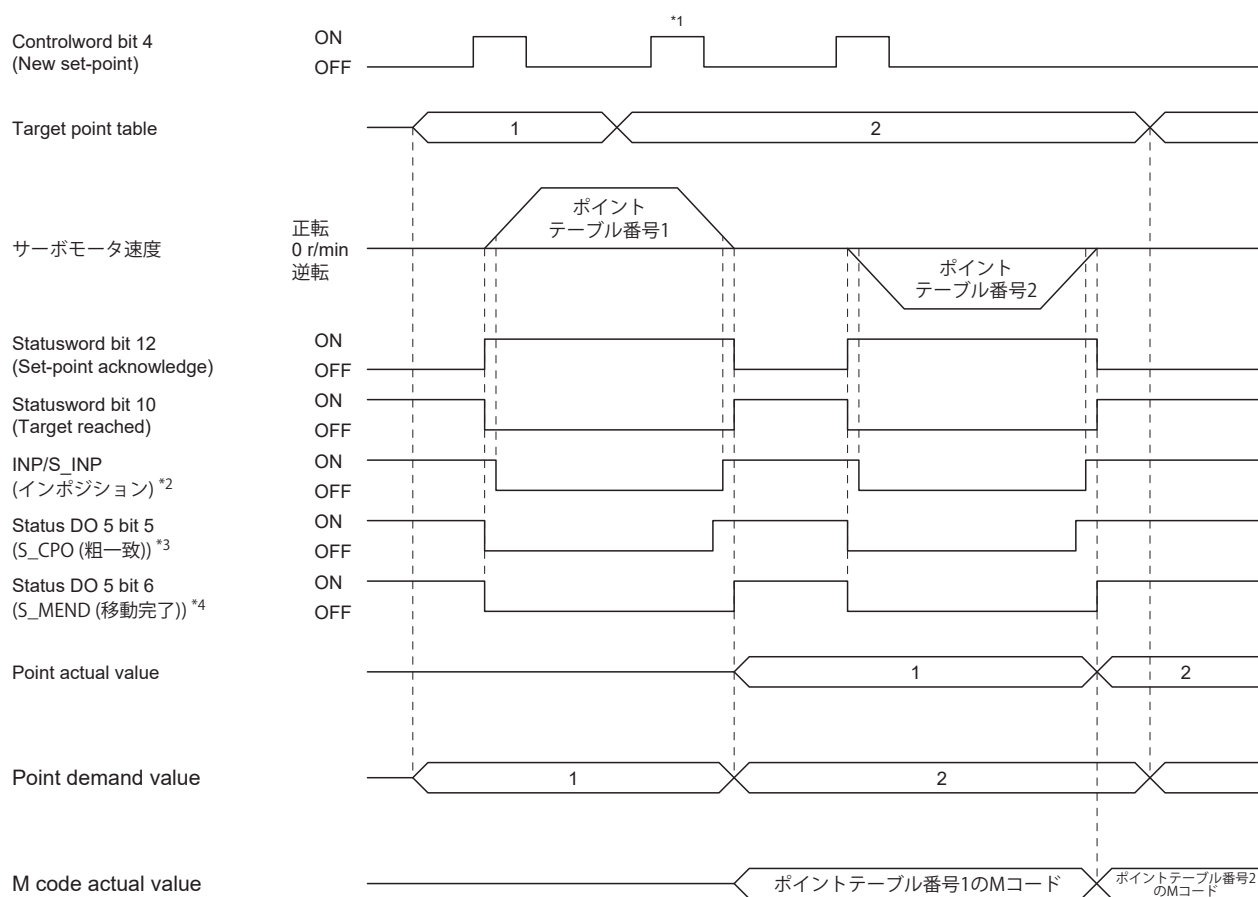 *1
Controlword bit 4
(New set-point)
ON
OFF
Target point table
1
2
サーボモータ速度
正転
0 r/min
逆転
ポイント
テーブル番号1
ポイント
テーブル番号2
Statusword bit 12
(Set-point acknowledge)
ON
OFF
Statusword bit 10
(Target reached)
ON
OFF
INP/S_INP
(インポジション) *2
ON
OFF
Status DO 5 bit 5
(S_CPO (粗一致)) *3
ON
OFF
Status DO 5 bit 6
(S_MEND (移動完了)) *4
ON
OFF
Point actual value
1
2
Point demand value
1
2
M code actual value
ポイントテーブル番号1のMコード
ポイントテーブル番号2
のMコード